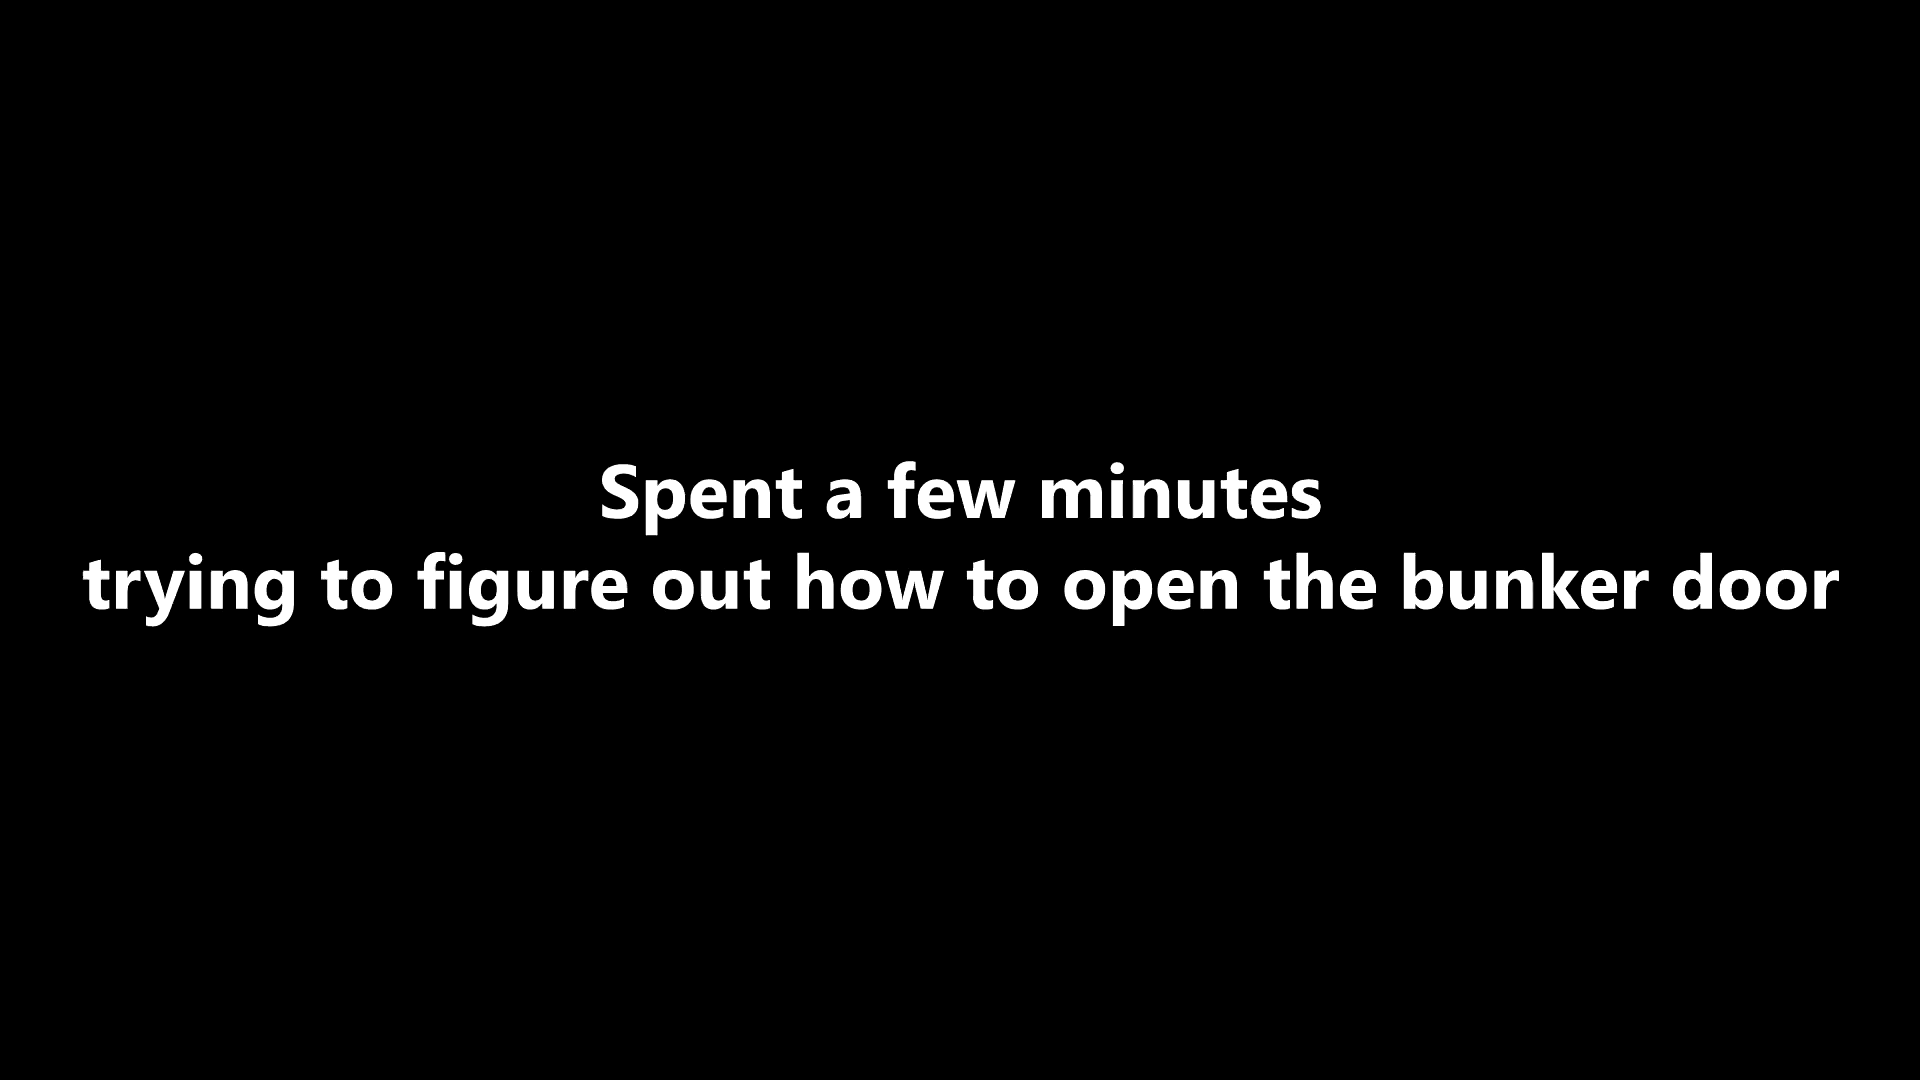 Spent a few minutes
trying to figure out how to open the bunker door